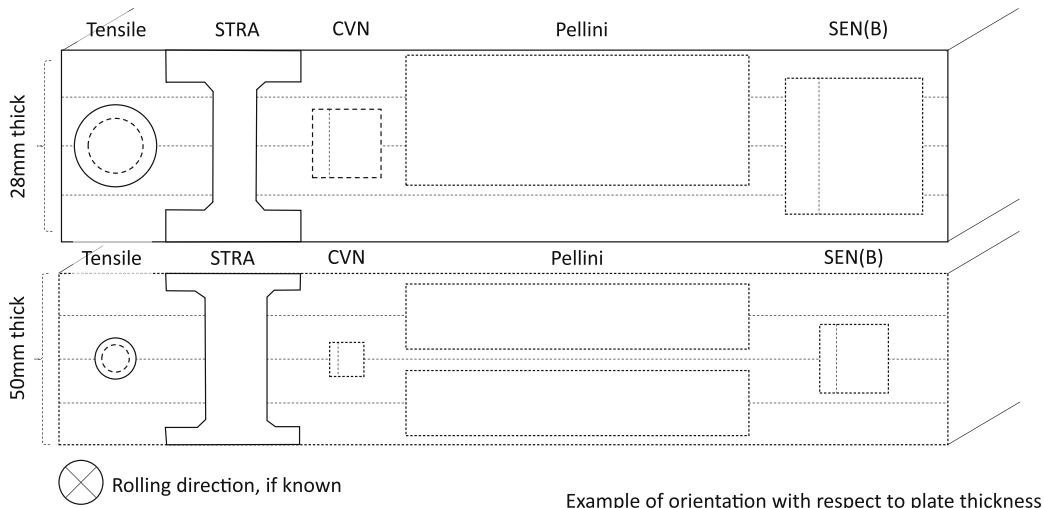 Tensile STRA CVN Pellini SEN(B)
28mm thick
Tensile STRA CVN Pellini SEN(B)
50mm thick
Rolling direction, if known
Example of orientation with respect to plate thickness